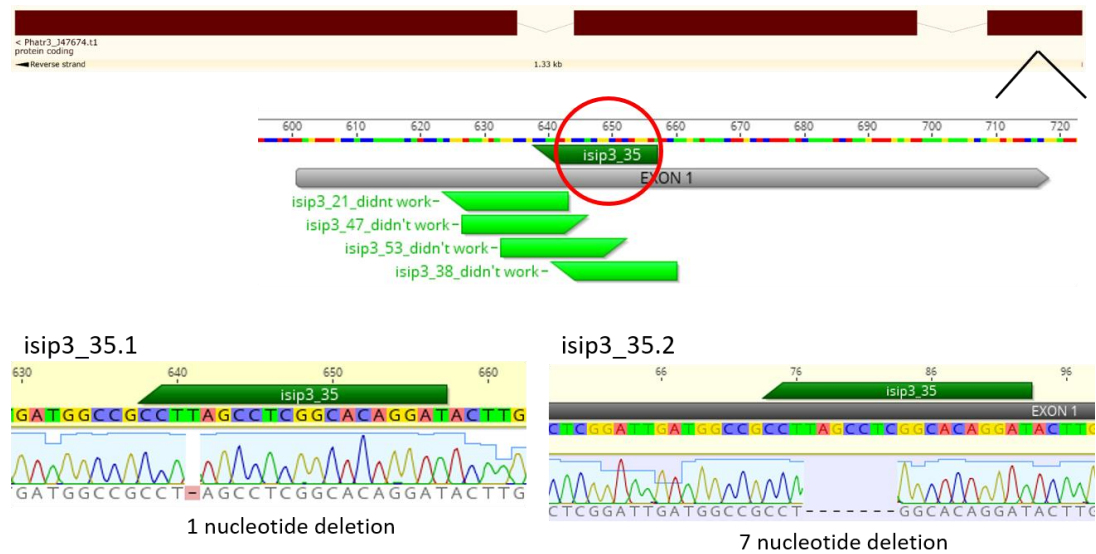 < Phatr3_J47674.t1
protein coding
Reverse strand 1.33 kb
600 610 620 630 640 650 660 670 680 690 700 710 720
isip3_35
EXON 1
isip3_21_didnt work
isip3_47_didn't work
isip3_53_didn't work
isip3_38_didn't work
isip3_35.1
630 640 650 660
isip3_35
GATGGCCGCCTTAGCCTCGGCACAGGATACTTG
GATGGCCGCCT-AGCCTCGGCACAGGATACTTG
1 nucleotide deletion
isip3_35.2
66 76 86 96
isip3_35
EXON 1
CTCGGATTGATGGCCGCCTTAGCCTCGGCACAGGATACTTG
CTCGGATTGATGGCCGCCT-------GGCACAGGATACTTG
7 nucleotide deletion